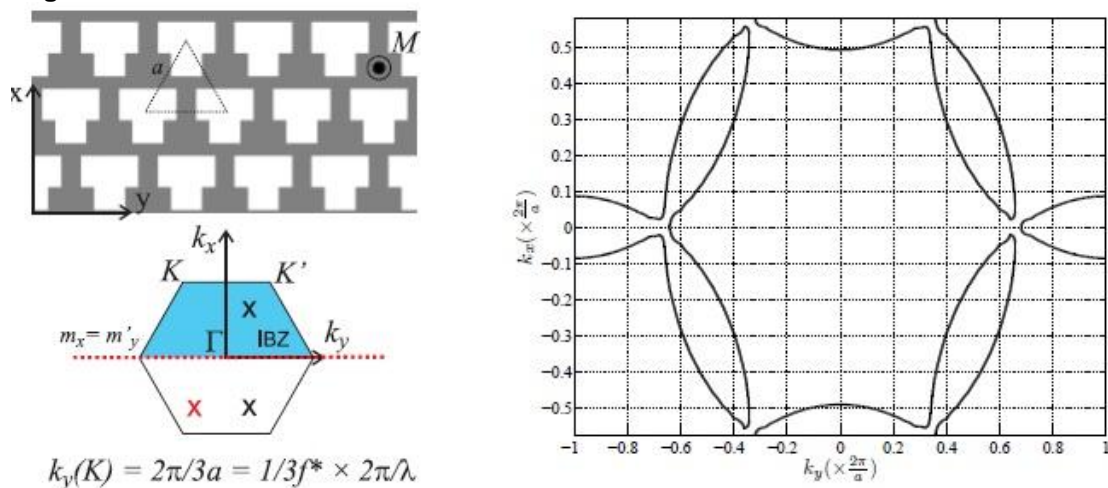 M
a
x
y
k_x
K K'
x
m_x = m'_y Γ IBZ k_y
x x
k_y(K) = 2π/3a = 1/3f* × 2π/λ
k_x(× 2π/a)
0.5
0.4
0.3
0.2
0.1
0
−0.1
−0.2
−0.3
−0.4
−0.5
−1 −0.8 −0.6 −0.4 −0.2 0 0.2 0.4 0.6 0.8 1
k_y(× 2π/a)